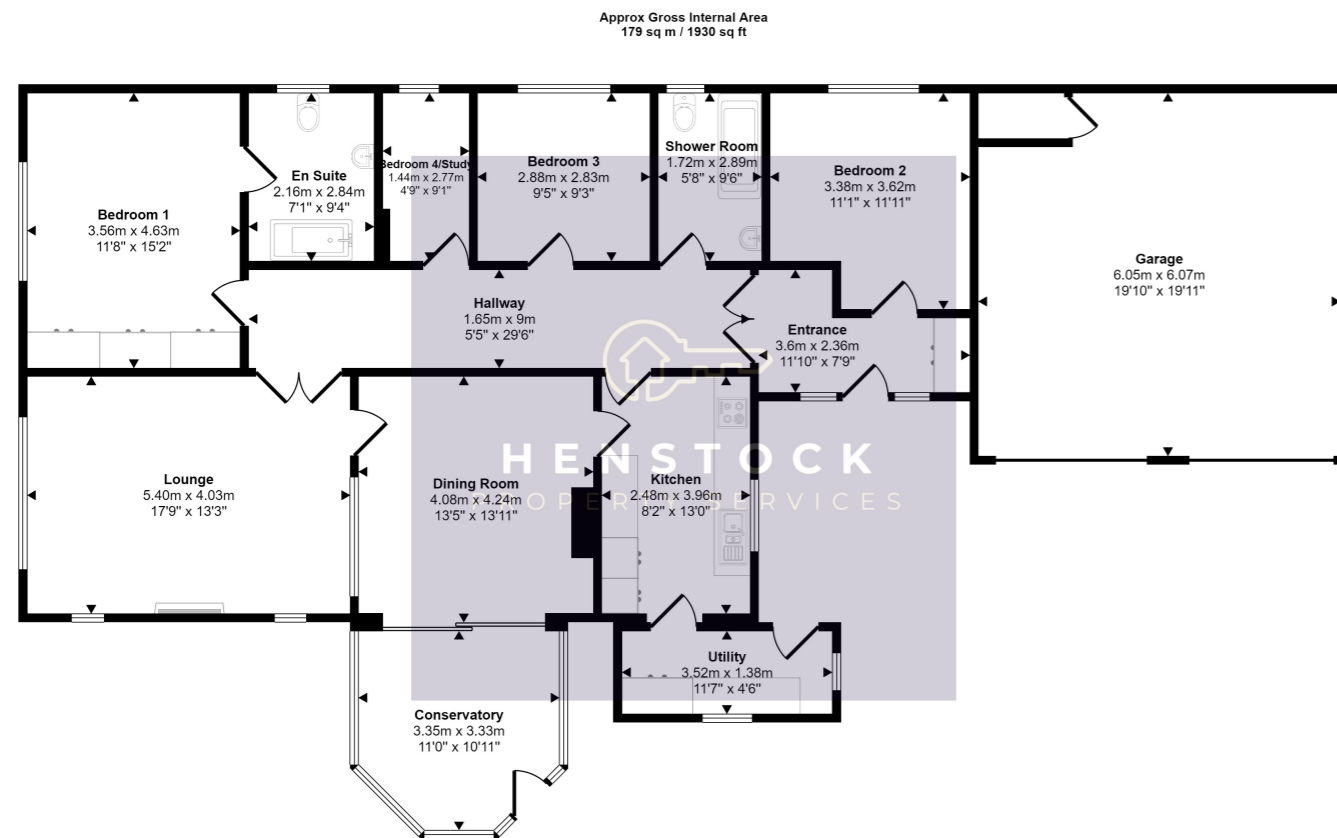 Approx Gross Internal Area
179 sq m / 1930 sq ft
Bedroom 1
3.56m x 4.63m
11'8" x 15'2"
En Suite
2.16m x 2.84m
7'1" x 9'4"
Bedroom 4/Study
1.44m x 2.77m
4'9" x 9'1"
Bedroom 3
2.88m x 2.83m
9'5" x 9'3"
Shower Room
1.72m x 2.89m
5'8" x 9'6"
Bedroom 2
3.38m x 3.62m
11'1" x 11'11"
Garage
6.05m x 6.07m
19'10" x 19'11"
Hallway
1.65m x 9m
5'5" x 29'6"
Entrance
3.6m x 2.36m
11'10" x 7'9"
Lounge
5.40m x 4.03m
17'9" x 13'3"
Dining Room
4.08m x 4.24m
13'5" x 13'11"
Kitchen
2.48m x 3.96m
8'2" x 13'0"
HENSTOCK
PROPERTY SERVICES
Utility
3.52m x 1.38m
11'7" x 4'6"
Conservatory
3.35m x 3.33m
11'0" x 10'11"